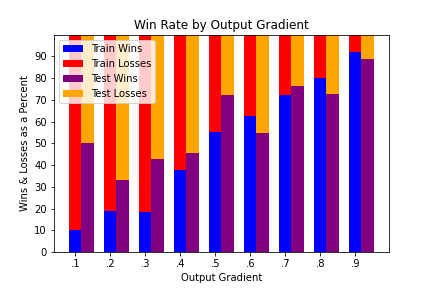 Win Rate by Output Gradient
Train Wins
Train Losses
Test Wins
Test Losses
Wins & Losses as a Percent
90
80
70
60
50
40
30
20
10
0
.1 .2 .3 .4 .5 .6 .7 .8 .9
Output Gradient